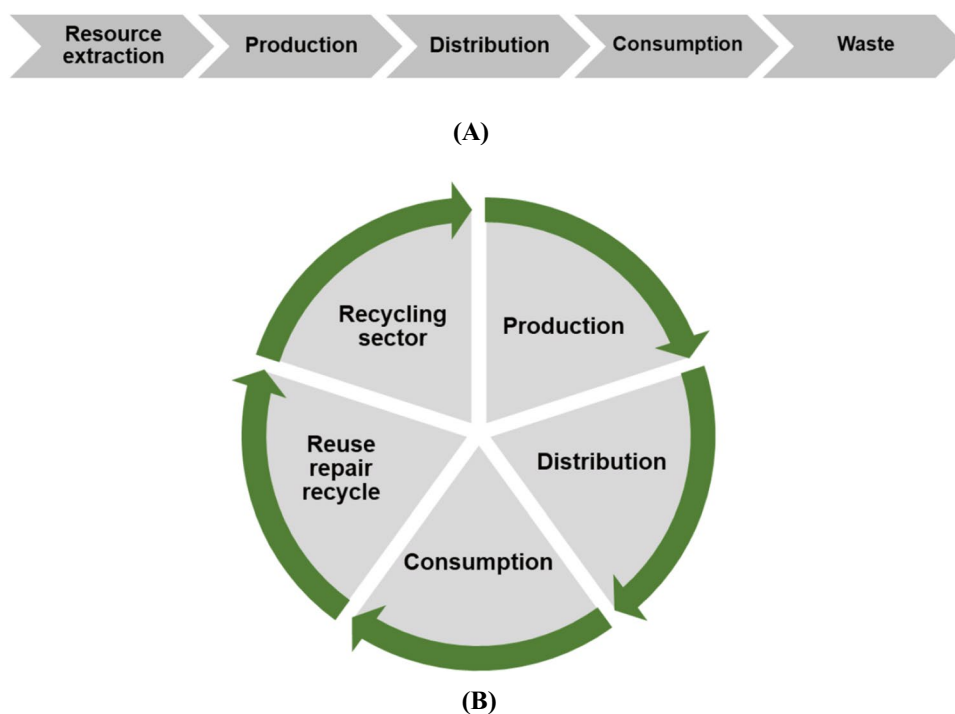 Resource
extraction
Production
Distribution
Consumption
Waste
(A)
Recycling
sector
Production
Reuse
repair
recycle
Distribution
Consumption
(B)